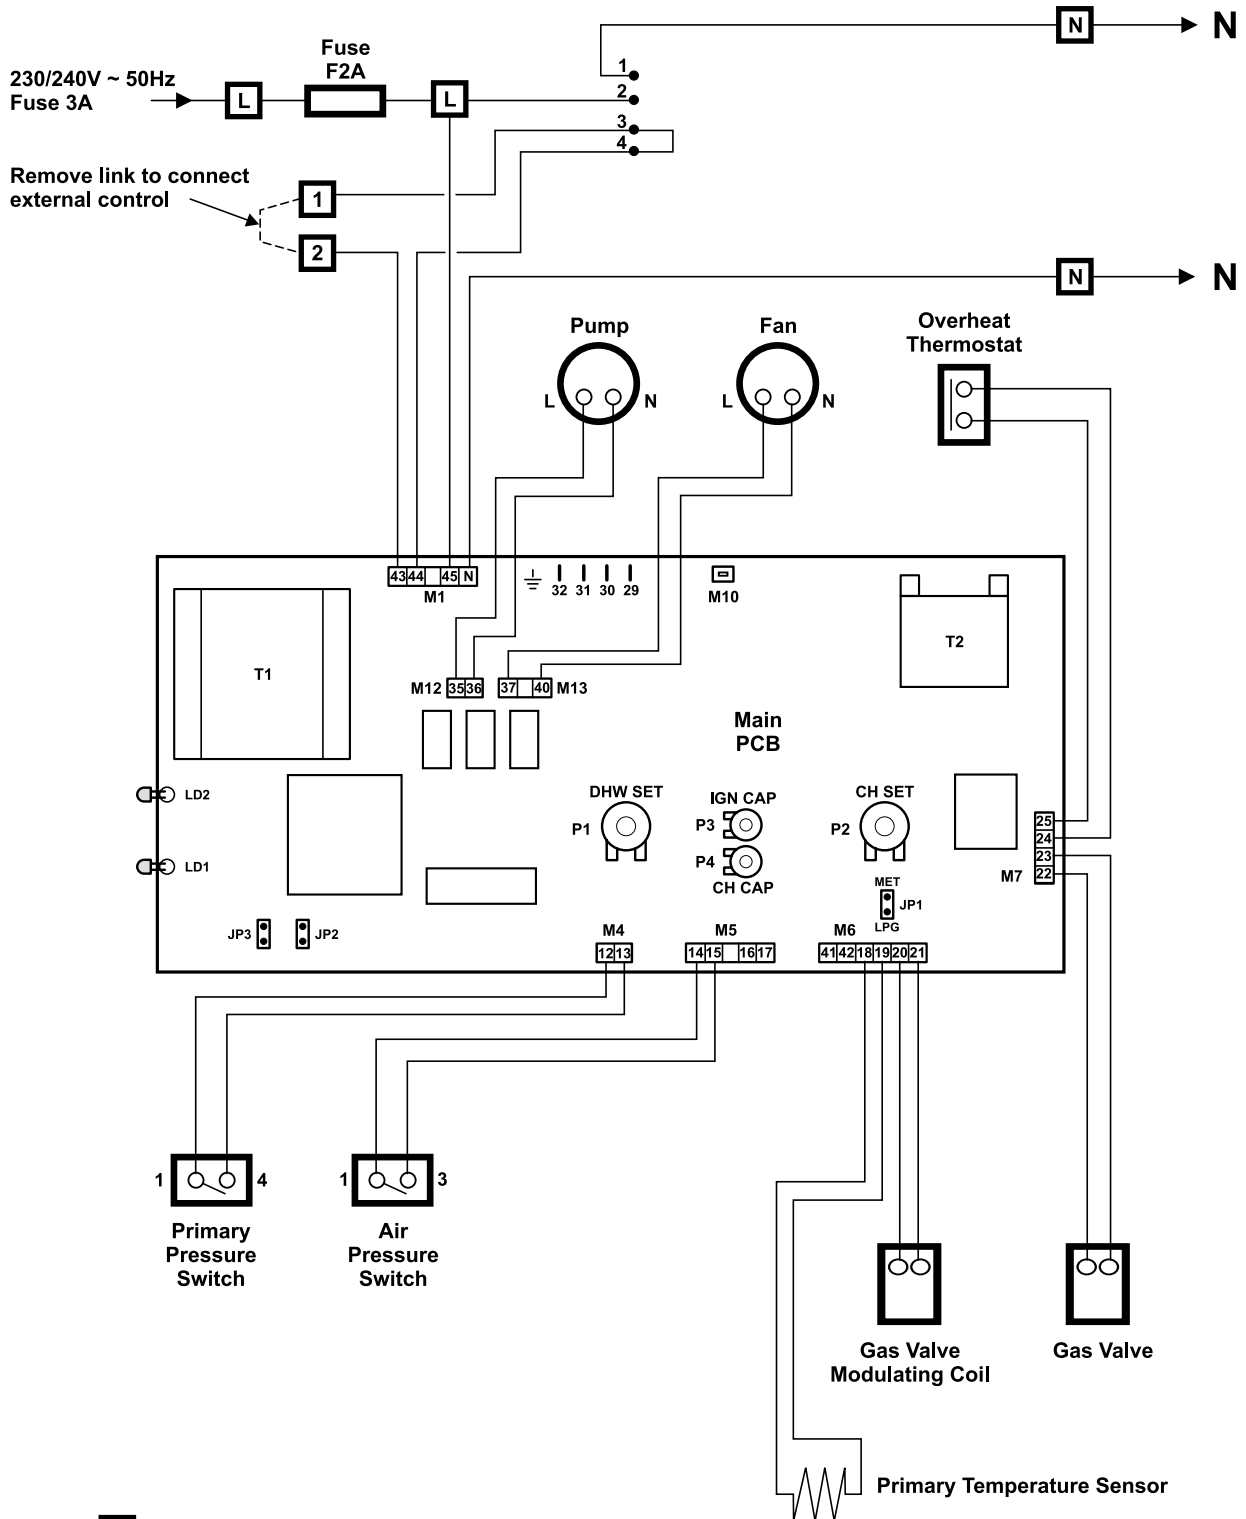 N
N
Fuse
F2A
230/240V ~ 50Hz
Fuse 3A
L
L
1
2
3
4
Remove link to connect
external control
1
2
N
N
Pump
L
N
Fan
L
N
Overheat
Thermostat
43 44 45 N
M1
32 31 30 29
M10
T1
T2
M12 35 36
37 40 M13
Main
PCB
LD2
LD1
DHW SET
P1
IGN CAP
P3
P4
CH CAP
CH SET
P2
MET
JP1
LPG
25
24
23
22
M7
JP3
JP2
M4
12 13
M5
14 15 16 17
M6
41 42 18 19 20 21
1
4
Primary
Pressure
Switch
1
3
Air
Pressure
Switch
Gas Valve
Modulating Coil
Gas Valve
Primary Temperature Sensor